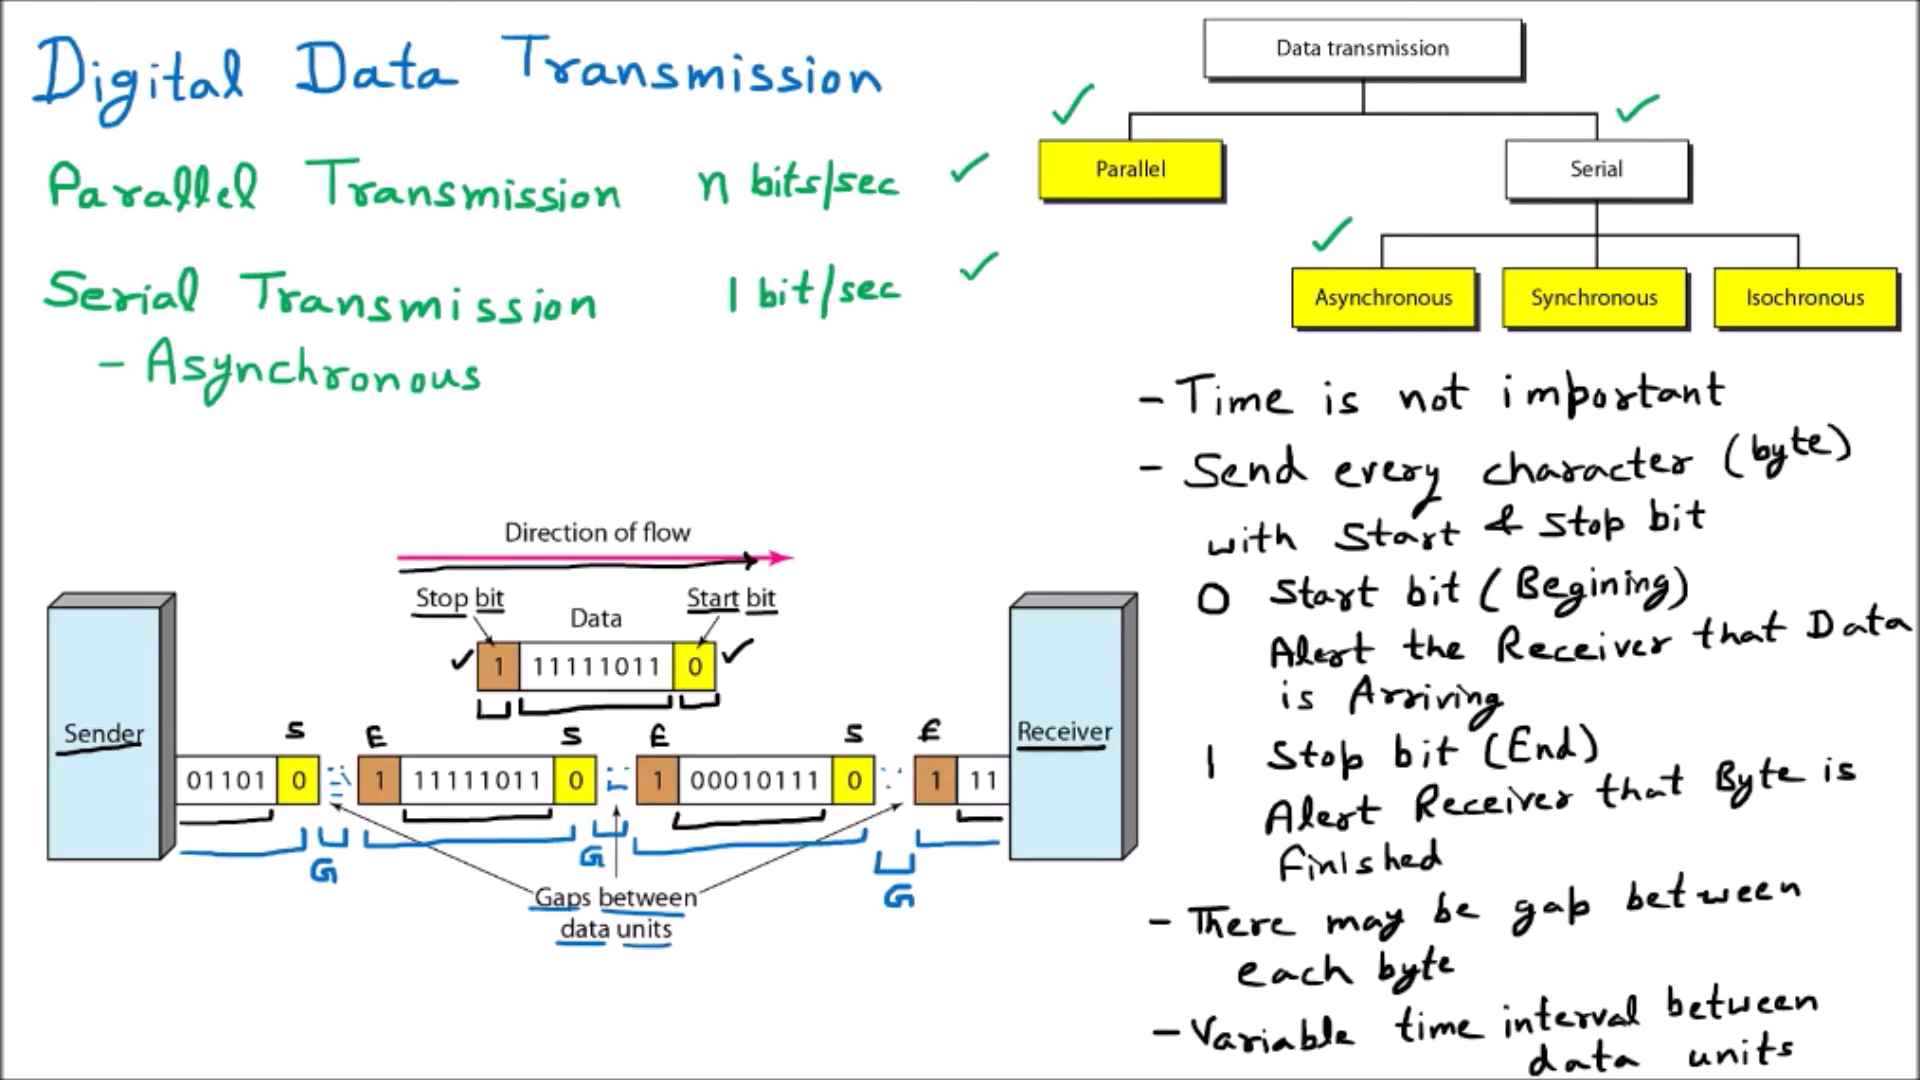 Digital Data Transmission
Parallel Transmission n bits/sec
Serial Transmission 1 bit/sec
- Asynchronous
Data transmission
Parallel
Serial
Asynchronous
Synchronous
Isochronous
- Time is not important
- Send every character (byte)
with Start & Stop bit
0 Start bit (Begining)
Alert the Receiver that Data
is Arriving
1 Stop bit (End)
Alert Receiver that Byte is
Finished
- There may be gap between
each byte
- Variable time interval between
data units
Direction of flow
Stop bit
Data
Start bit
1 11111011 0
Sender
S E S E S E
01101 0 1 11111011 0 1 00010111 0 1 11
Receiver
G G G
Gaps between
data units